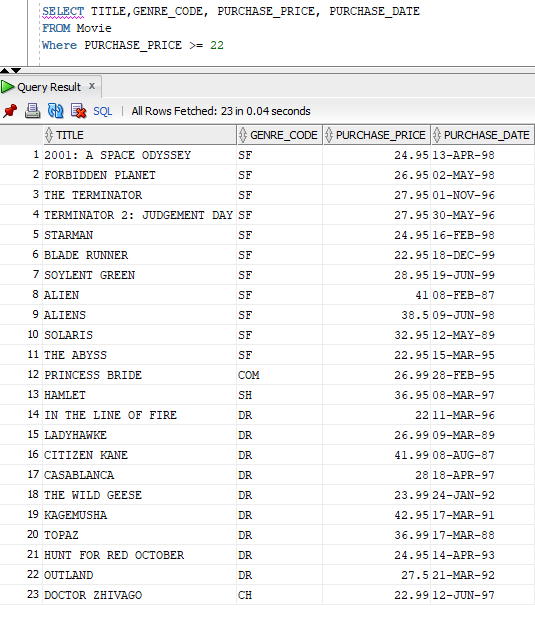 SELECT TITLE,GENRE_CODE, PURCHASE_PRICE, PURCHASE_DATE
FROM Movie
Where PURCHASE_PRICE >= 22
Query Result x
SQL | All Rows Fetched: 23 in 0.04 seconds
TITLE GENRE_CODE PURCHASE_PRICE PURCHASE_DATE
1 2001: A SPACE ODYSSEY SF 24.95 13-APR-98
2 FORBIDDEN PLANET SF 26.95 02-MAY-98
3 THE TERMINATOR SF 27.95 01-NOV-96
4 TERMINATOR 2: JUDGEMENT DAY SF 27.95 30-MAY-96
5 STARMAN SF 24.95 16-FEB-98
6 BLADE RUNNER SF 22.95 18-DEC-99
7 SOYLENT GREEN SF 28.95 19-JUN-99
8 ALIEN SF 41 08-FEB-87
9 ALIENS SF 38.5 09-JUN-98
10 SOLARIS SF 32.95 12-MAY-89
11 THE ABYSS SF 22.95 15-MAR-95
12 PRINCESS BRIDE COM 26.99 28-FEB-95
13 HAMLET SH 36.95 08-MAR-97
14 IN THE LINE OF FIRE DR 22 11-MAR-96
15 LADYHAWKE DR 26.99 09-MAR-89
16 CITIZEN KANE DR 41.99 08-AUG-87
17 CASABLANCA DR 28 18-APR-97
18 THE WILD GEESE DR 23.99 24-JAN-92
19 KAGEMUSHA DR 42.95 17-MAR-91
20 TOPAZ DR 36.99 17-MAR-88
21 HUNT FOR RED OCTOBER DR 24.95 14-APR-93
22 OUTLAND DR 27.5 21-MAR-92
23 DOCTOR ZHIVAGO CH 22.99 12-JUN-97